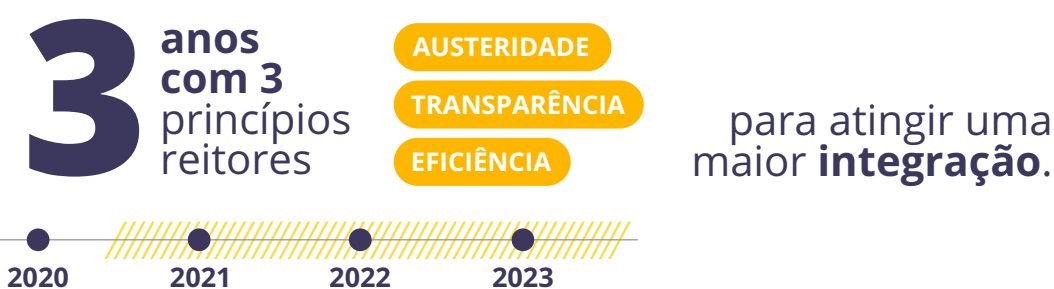 3
anos
com 3
princípios
reitores
AUSTERIDADE
TRANSPARÊNCIA
EFICIÊNCIA
para atingir uma
maior integração.
2020 2021 2022 2023